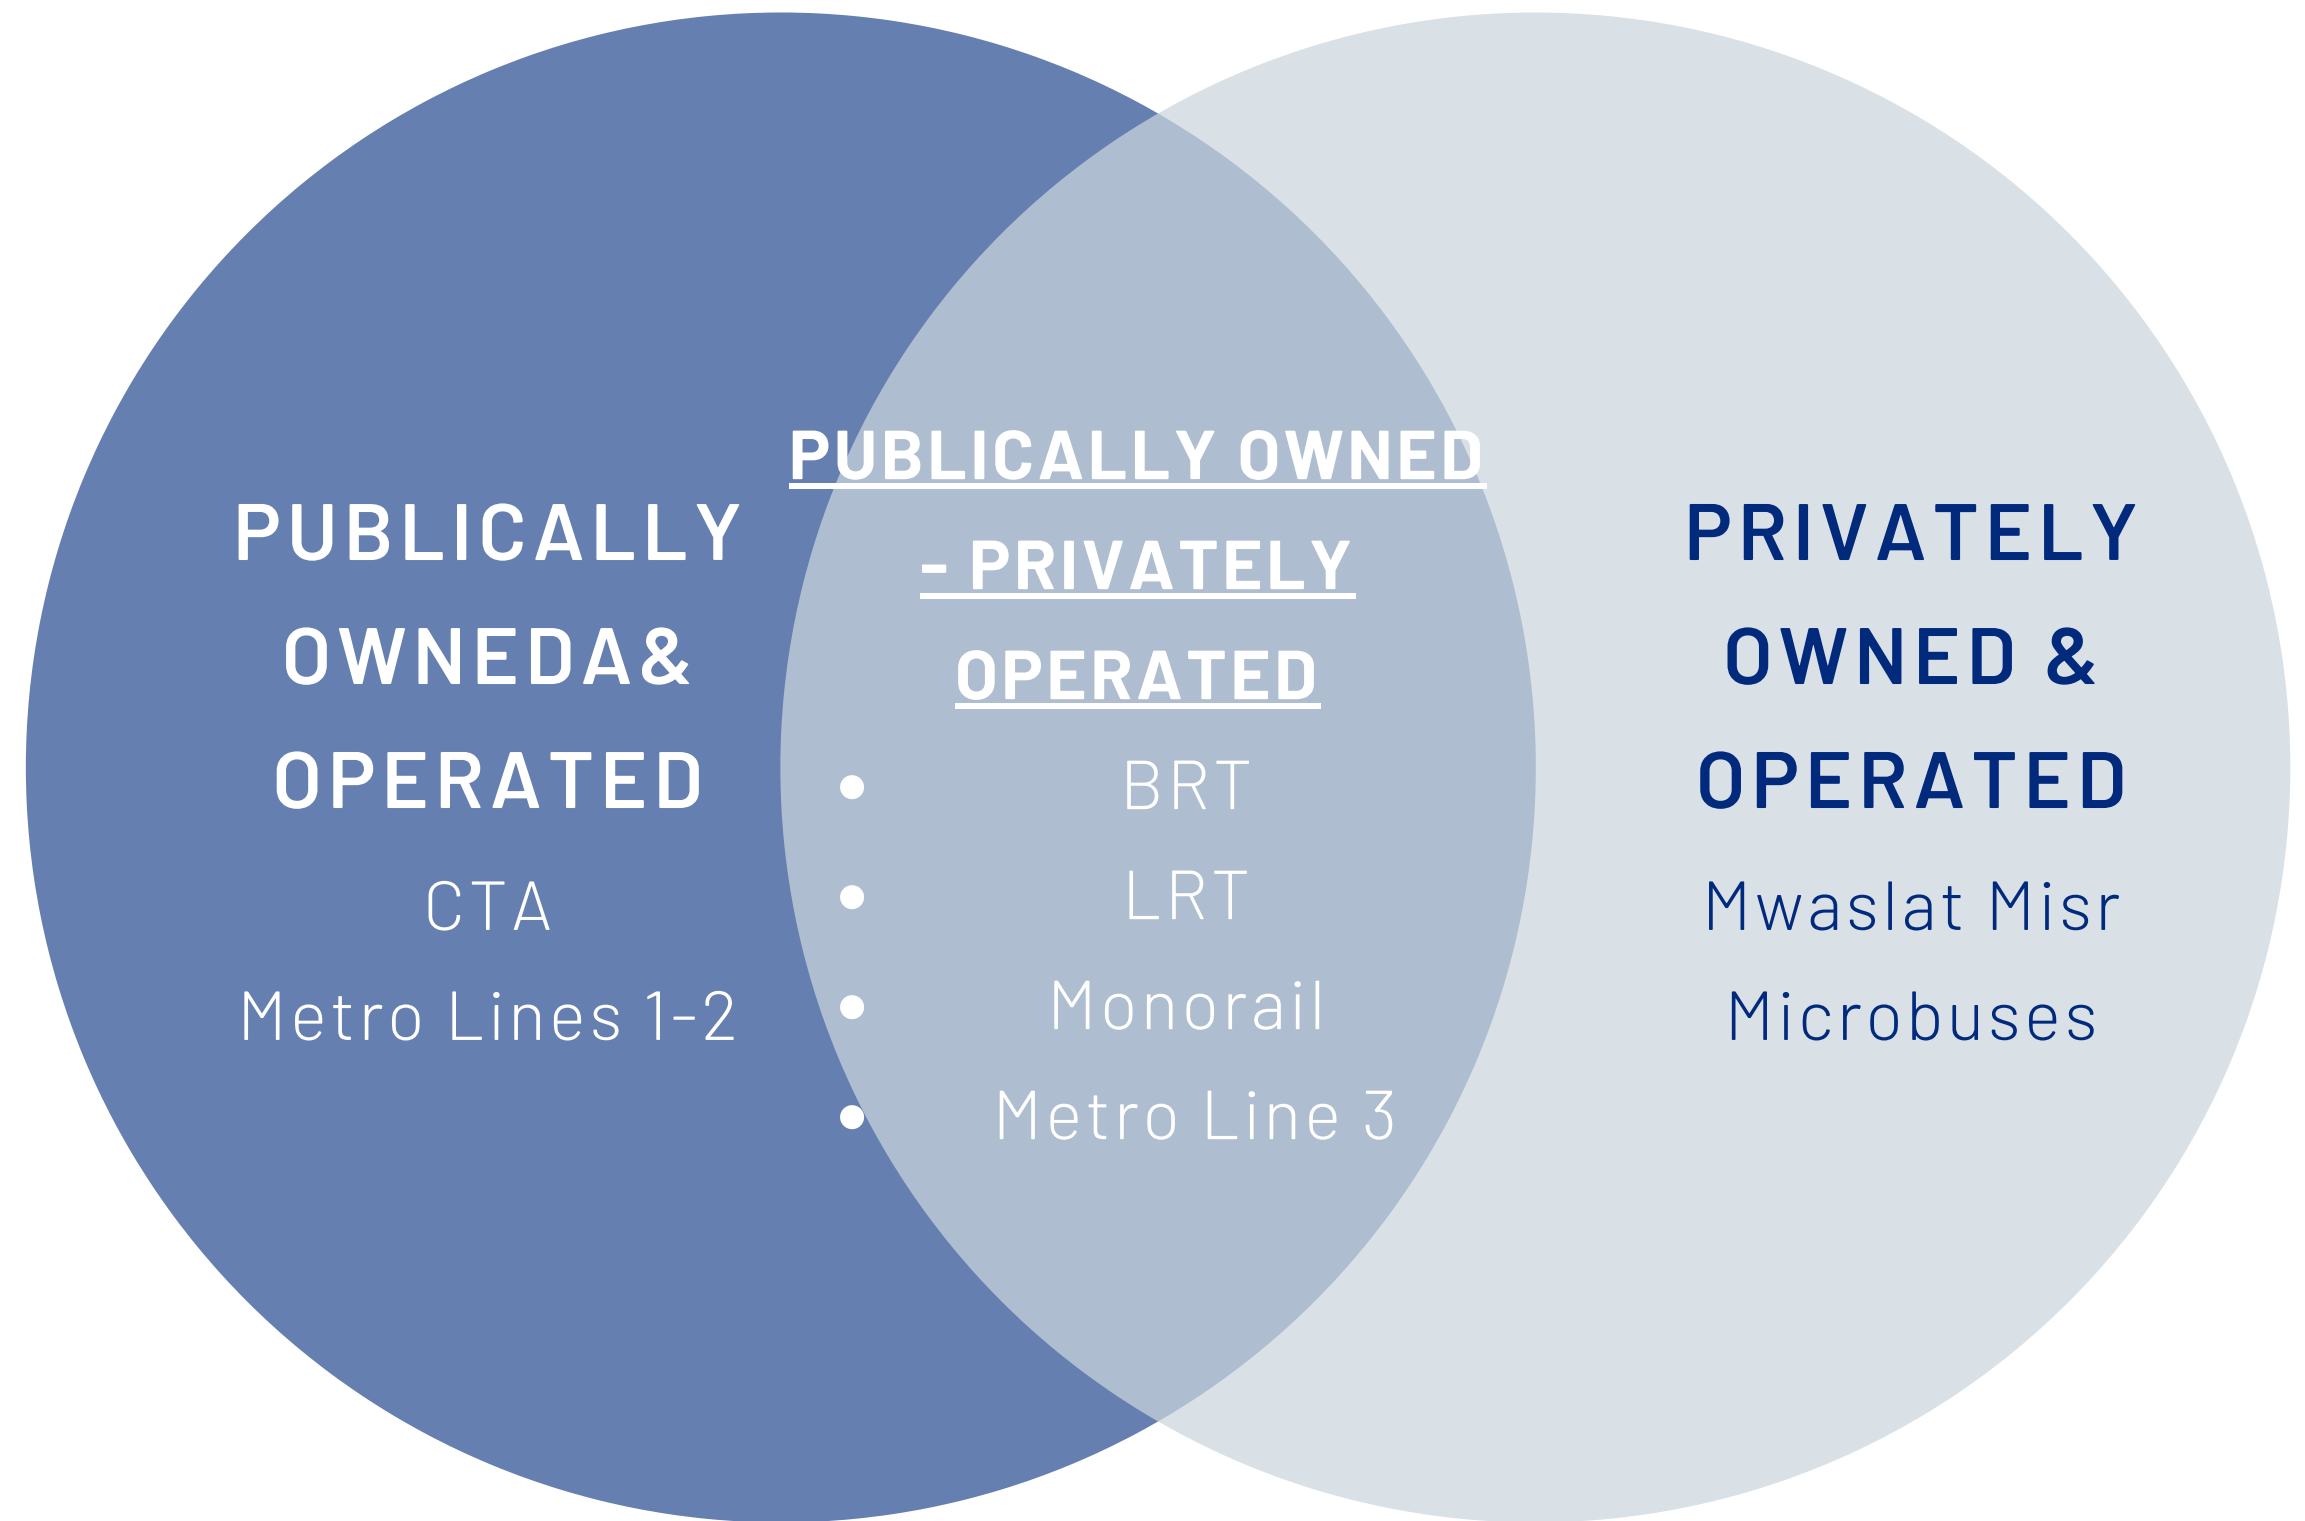 PUBLICALLY
OWNEDA&
OPERATED
CTA
Metro Lines 1-2
PUBLICALLY OWNED
- PRIVATELY
OPERATED
• BRT
• LRT
• Monorail
• Metro Line 3
PRIVATELY
OWNED &
OPERATED
Mwaslat Misr
Microbuses